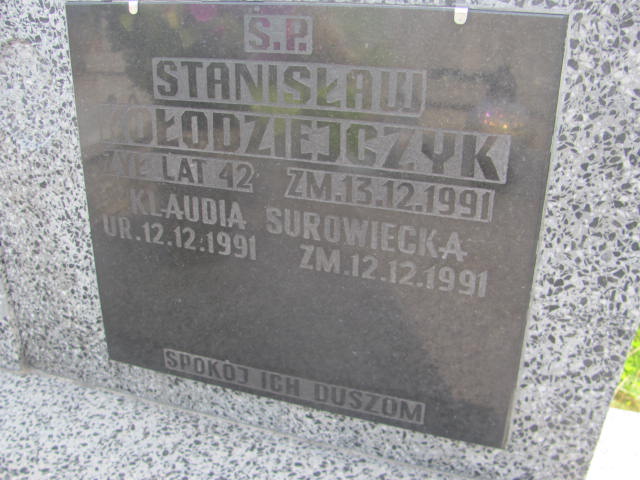 Ś.P.
STANISŁAW
KOŁODZIEJCZYK
ŻYŁ LAT 42 ZM.13.12.1991
KLAUDIA SUROWIECKA
UR.12.12.1991 ZM.12.12.1991
SPOKÓJ ICH DUSZOM